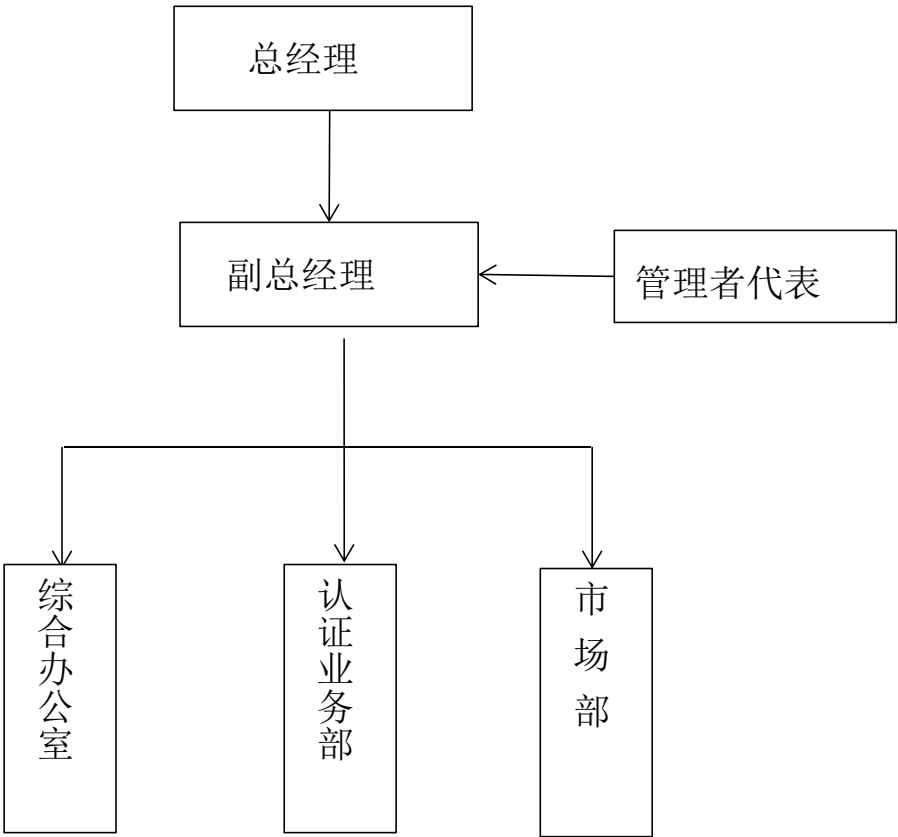 总经理
副总经理
管理者代表
综合办公室
认证业务部
市场部